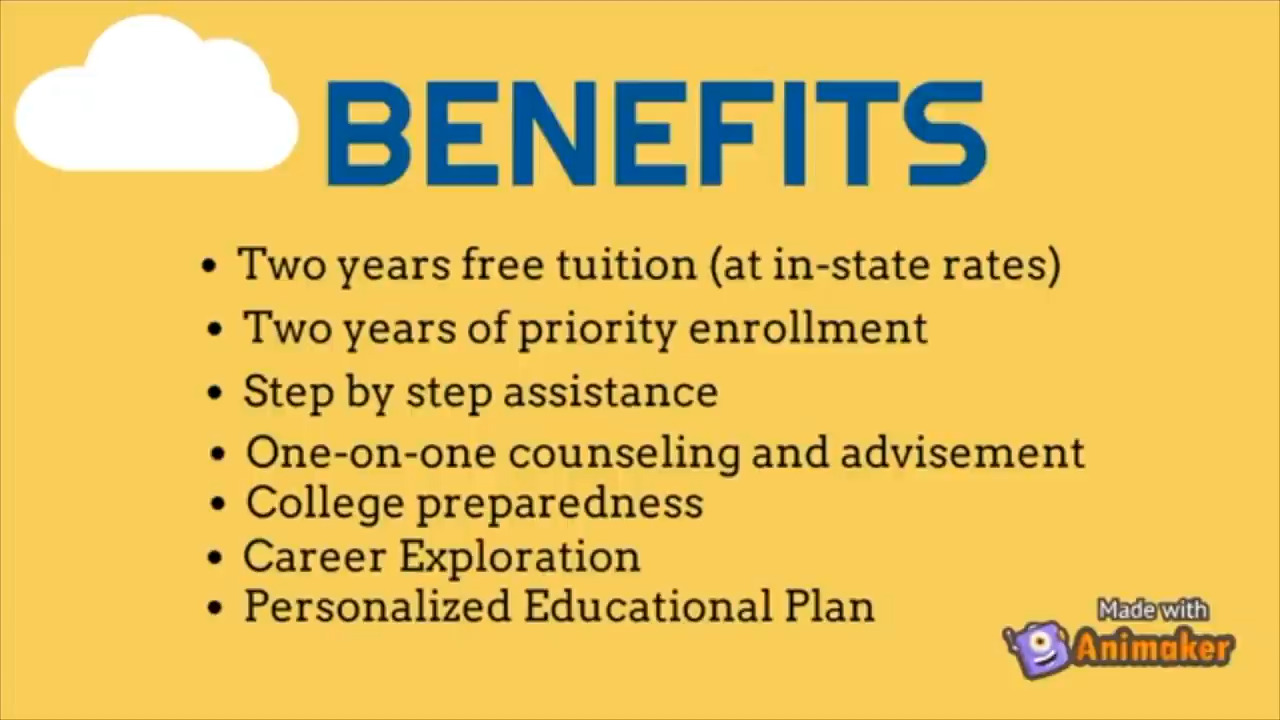 BENEFITS
• Two years free tuition (at in-state rates)
• Two years of priority enrollment
• Step by step assistance
• One-on-one counseling and advisement
• College preparedness
• Career Exploration
• Personalized Educational Plan
Made with
Animaker